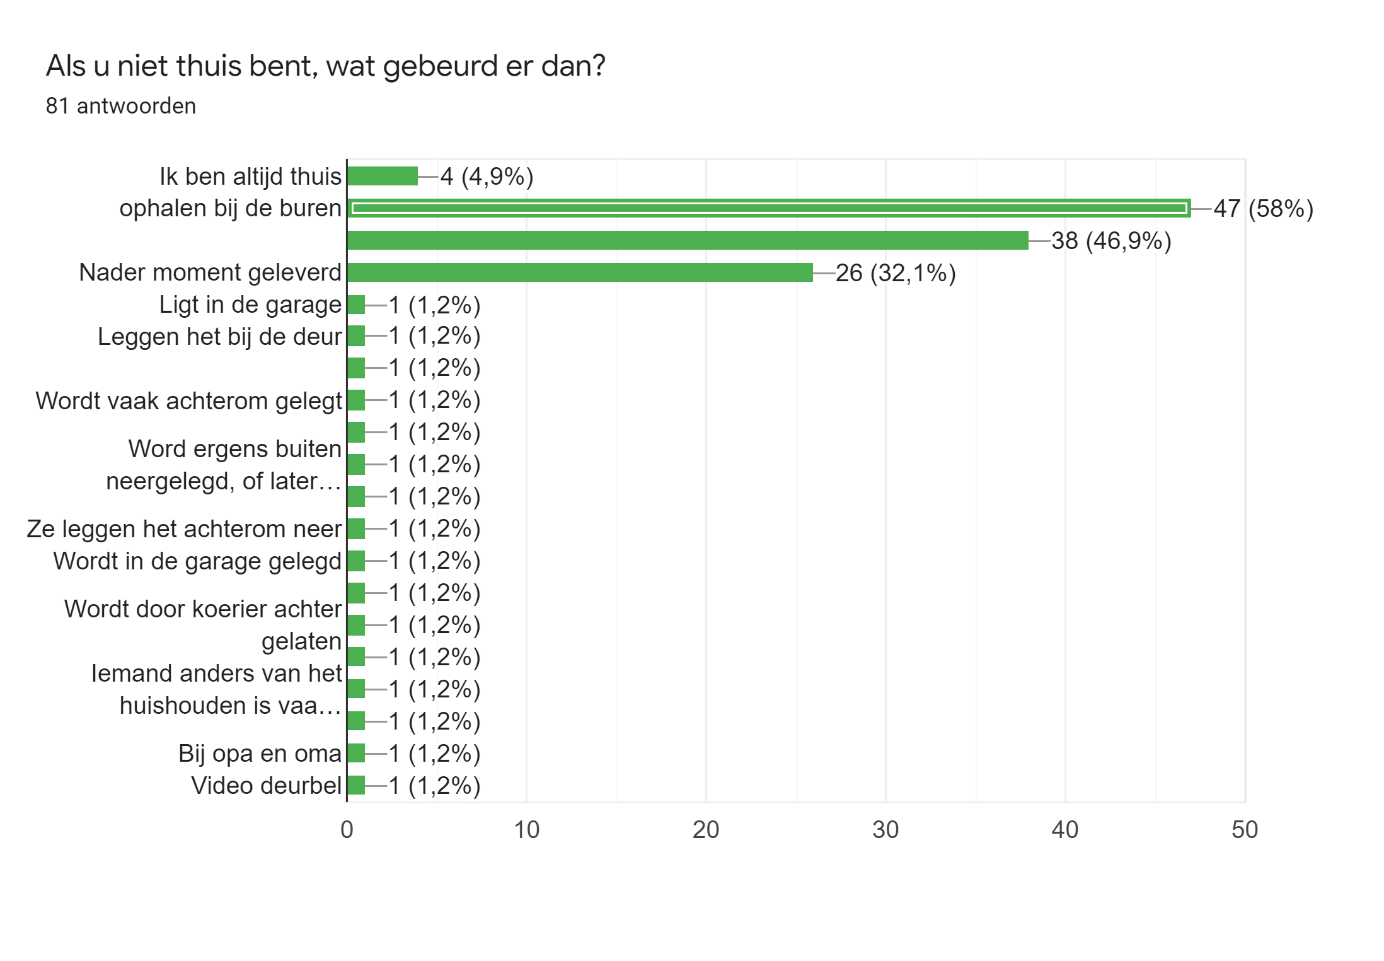 Als u niet thuis bent, wat gebeurd er dan?
81 antwoorden
Ik ben altijd thuis
4 (4,9%)
ophalen bij de buren
47 (58%)
38 (46,9%)
Nader moment geleverd
26 (32,1%)
Ligt in de garage
1 (1,2%)
Leggen het bij de deur
1 (1,2%)
1 (1,2%)
Wordt vaak achterom gelegt
1 (1,2%)
1 (1,2%)
Word ergens buiten
neergelegd, of later…
1 (1,2%)
1 (1,2%)
Ze leggen het achterom neer
1 (1,2%)
Wordt in de garage gelegd
1 (1,2%)
1 (1,2%)
Wordt door koerier achter
gelaten
1 (1,2%)
1 (1,2%)
Iemand anders van het
huishouden is vaa…
1 (1,2%)
1 (1,2%)
Bij opa en oma
1 (1,2%)
Video deurbel
1 (1,2%)
0
10
20
30
40
50